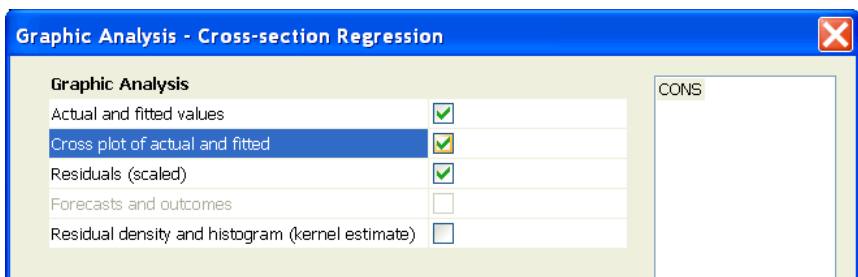 Graphic Analysis - Cross-section Regression
Graphic Analysis
Actual and fitted values
Cross plot of actual and fitted
Residuals (scaled)
Forecasts and outcomes
Residual density and histogram (kernel estimate)
CONS